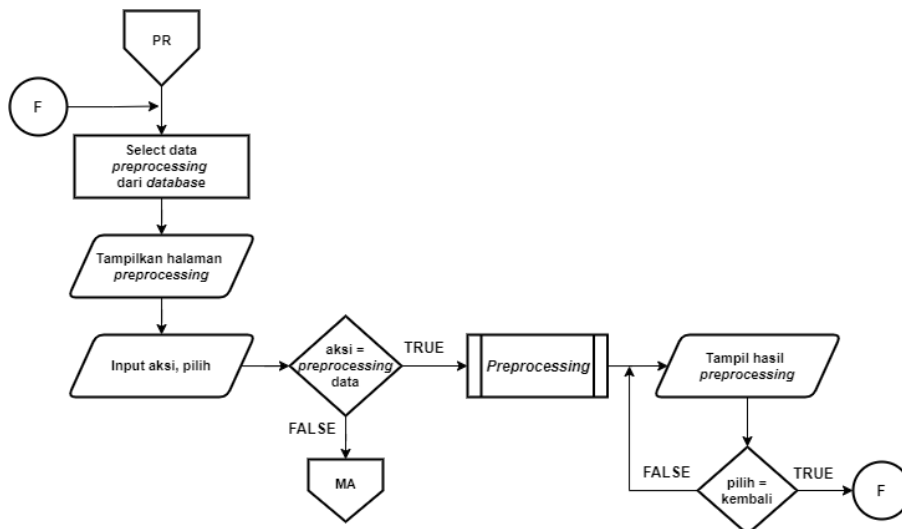 PR
F
Select data
preprocessing
dari database
Tampilkan halaman
preprocessing
Input aksi, pilih
aksi =
preprocessing
data
TRUE
FALSE
MA
Preprocessing
Tampil hasil
preprocessing
pilih =
kembali
FALSE
TRUE
F